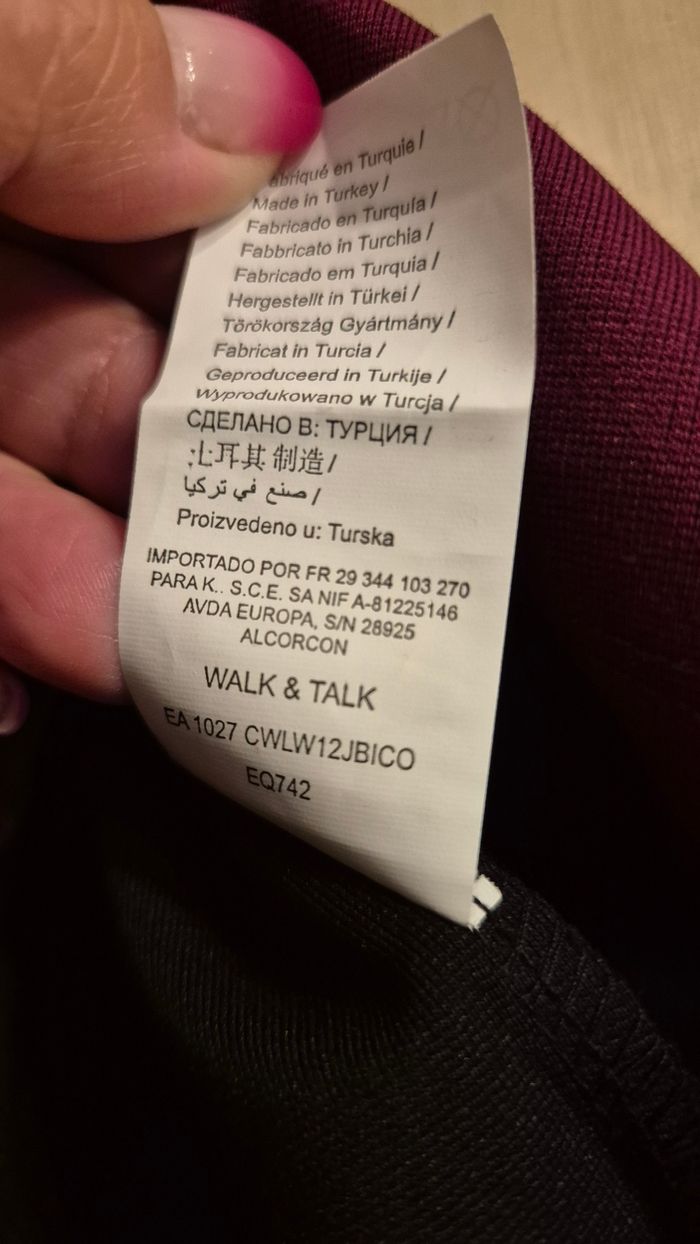 abriqué en Turquie /
Made in Turkey /
Fabricado en Turquía /
Fabbricato in Turchia /
Fabricado em Turquia /
Hergestellt in Türkei /
Törökország Gyártmány /
Fabricat in Turcia /
Geproduceerd in Turkije /
Wyprodukowano w Turcja /
СДЕЛАНО В: ТУРЦИЯ /
土耳其 制造 /
صنع في تركيا /
Proizvedeno u: Turska
IMPORTADO POR FR 29 344 103 270
PARA K.. S.C.E. SA NIF A-81225146
AVDA EUROPA, S/N 28925
ALCORCON
WALK & TALK
EA 1027 CWLW12JBICO
EQ742